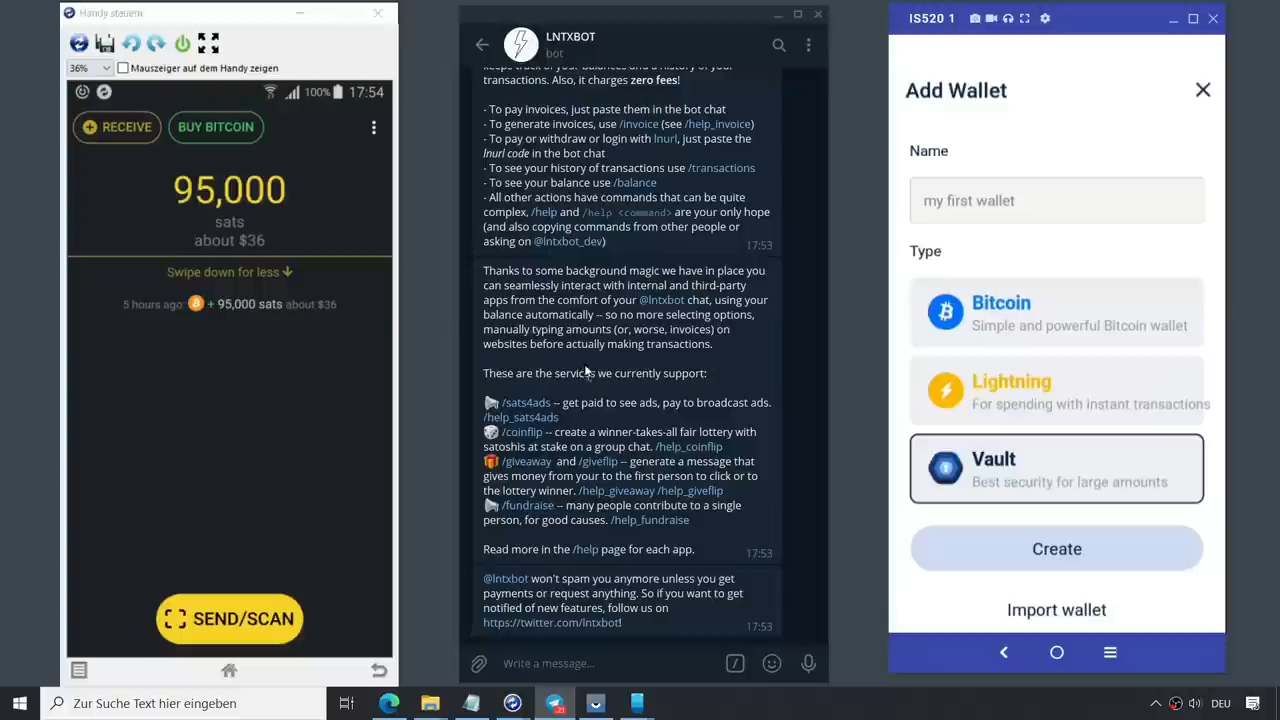 Handy steuern
36%
Mauszeiger auf dem Handy zeigen
100% 17:54
RECEIVE
BUY BITCOIN
95,000
sats
about $36
Swipe down for less
5 hours ago + 95,000 sats about $36
SEND/SCAN
LNTXBOT
bot
keeps track of your balances and a history of your
transactions. Also, it charges zero fees!
- To pay invoices, just paste them in the bot chat
- To generate invoices, use /invoice (see /help_invoice)
- To pay or withdraw or login with lnurl, just paste the
lnurl code in the bot chat
- To see your history of transactions use /transactions
- To see your balance use /balance
- All other actions have commands that can be quite
complex, /help and /help <command> are your only hope
(and also copying commands from other people or
asking on @lntxbot_dev)
17:53
Thanks to some background magic we have in place you
can seamlessly interact with internal and third-party
apps from the comfort of your @lntxbot chat, using your
balance automatically -- so no more selecting options,
manually typing amounts (or, worse, invoices) on
websites before actually making transactions.
These are the services we currently support:
/sats4ads -- get paid to see ads, pay to broadcast ads.
/help_sats4ads
/coinflip -- create a winner-takes-all fair lottery with
satoshis at stake on a group chat. /help_coinflip
/giveaway and /giveflip -- generate a message that
gives money from your to the first person to click or to
the lottery winner. /help_giveaway /help_giveflip
/fundraise -- many people contribute to a single
person, for good causes. /help_fundraise
Read more in the /help page for each app.
17:53
@lntxbot won't spam you anymore unless you get
payments or request anything. So if you want to get
notified of new features, follow us on
https://twitter.com/lntxbot!
17:53
Write a message...
IS520 1
Add Wallet
Name
my first wallet
Type
Bitcoin
Simple and powerful Bitcoin wallet
Lightning
For spending with instant transactions
Vault
Best security for large amounts
Create
Import wallet
Zur Suche Text hier eingeben
DEU